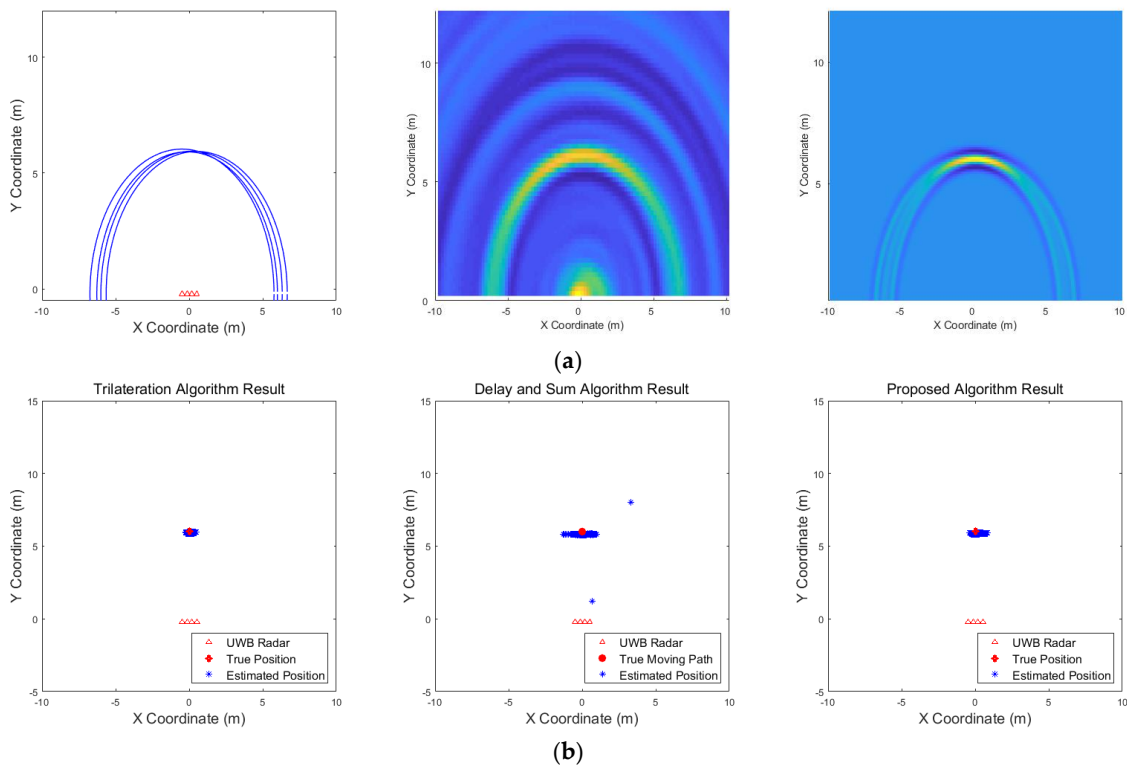 Y Coordinate (m)
10
5
0
-10 -5 0 5 10
X Coordinate (m)
Y Coordinate (m)
10
5
0
-10 -5 0 5 10
X Coordinate (m)
Y Coordinate (m)
10
5
-10 -5 0 5 10
X Coordinate (m)
(a)
Trilateration Algorithm Result
Y Coordinate (m)
15
10
5
0
-5
UWB Radar
True Position
Estimated Position
-10 -5 0 5 10
X Coordinate (m)
Delay and Sum Algorithm Result
Y Coordinate (m)
15
10
5
0
-5
UWB Radar
True Moving Path
Estimated Position
-10 -5 0 5 10
X Coordinate (m)
Proposed Algorithm Result
Y Coordinate (m)
15
10
5
0
-5
UWB Radar
True Position
Estimated Position
-10 -5 0 5 10
X Coordinate (m)
(b)